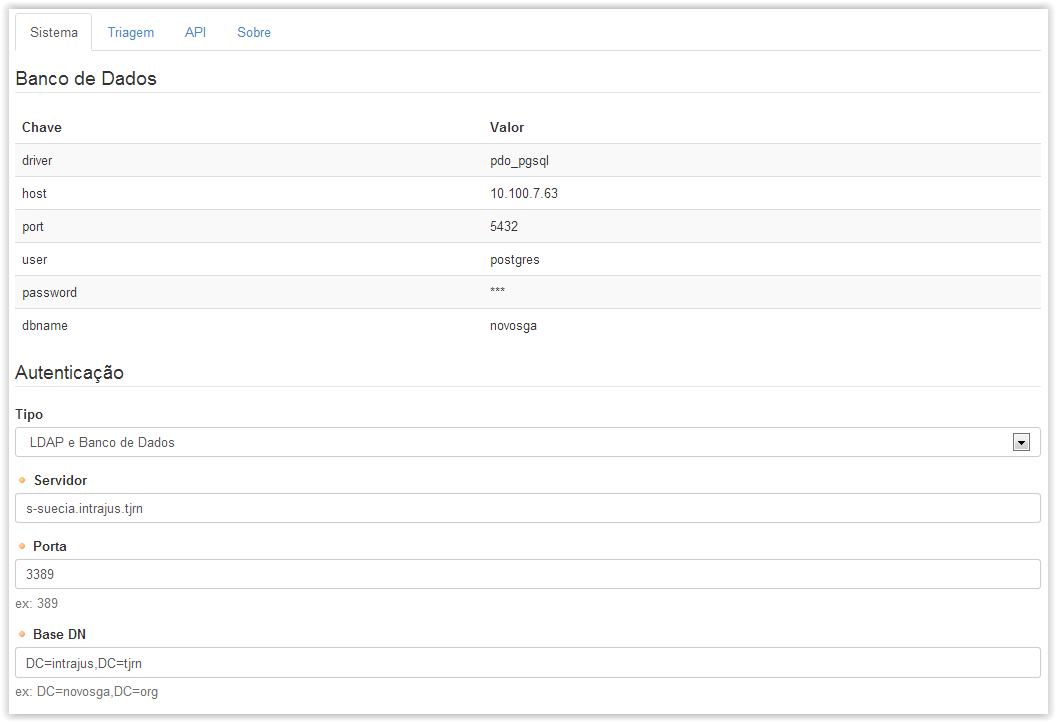 Sistema Triagem API Sobre
Banco de Dados
Chave Valor
driver pdo_pgsql
host 10.100.7.63
port 5432
user postgres
password ***
dbname novosga
Autenticação
Tipo
LDAP e Banco de Dados
Servidor
s-suecia.intrajus.tjrn
Porta
3389
ex: 389
Base DN
DC=intrajus,DC=tjrn
ex: DC=novosga,DC=org